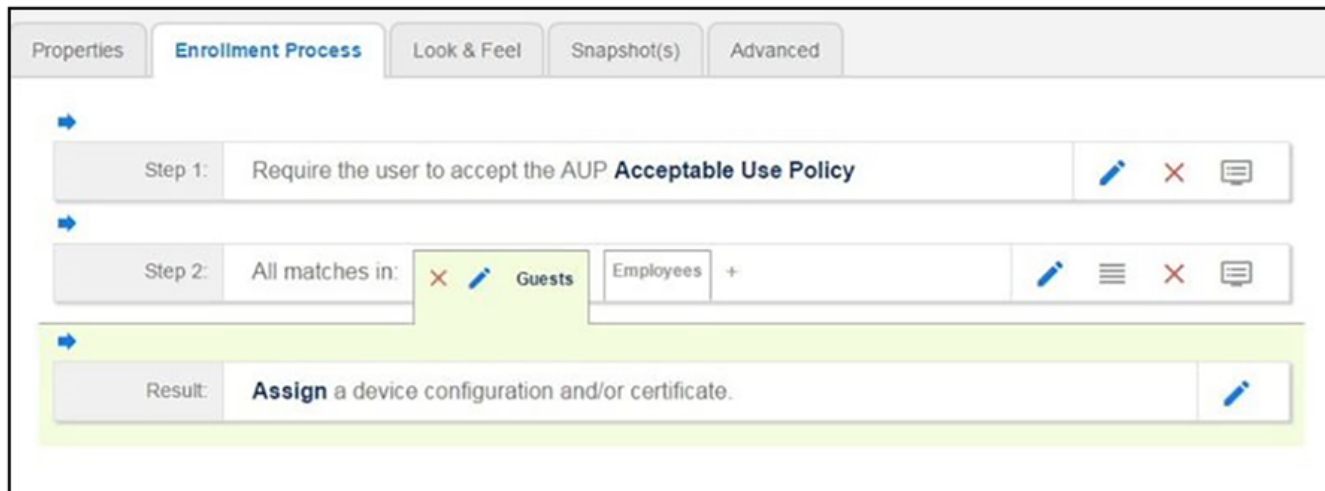 Properties Enrollment Process Look & Feel Snapshot(s) Advanced
Step 1: Require the user to accept the AUP Acceptable Use Policy
Step 2: All matches in: Guests Employees +
Result: Assign a device configuration and/or certificate.